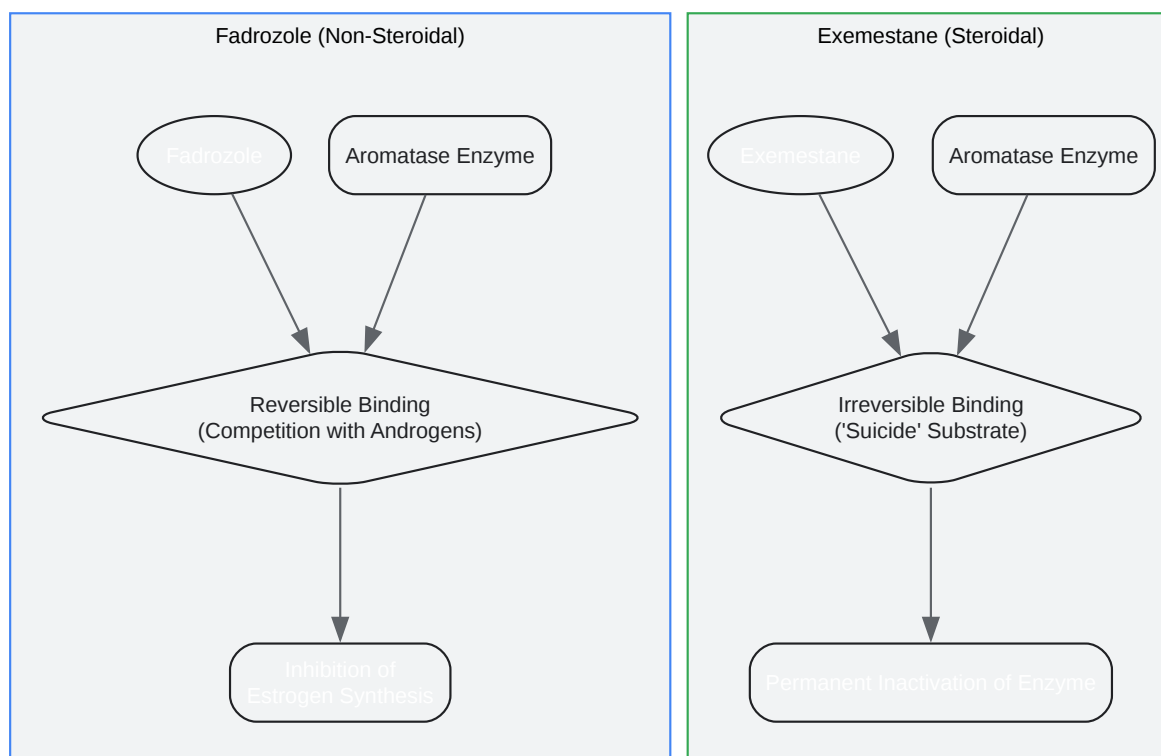 Fadrozole (Non-Steroidal)
Fadrozole
Aromatase Enzyme
Reversible Binding
(Competition with Androgens)
Inhibition of
Estrogen Synthesis
Exemestane (Steroidal)
Exemestane
Aromatase Enzyme
Irreversible Binding
('Suicide' Substrate)
Permanent Inactivation of Enzyme